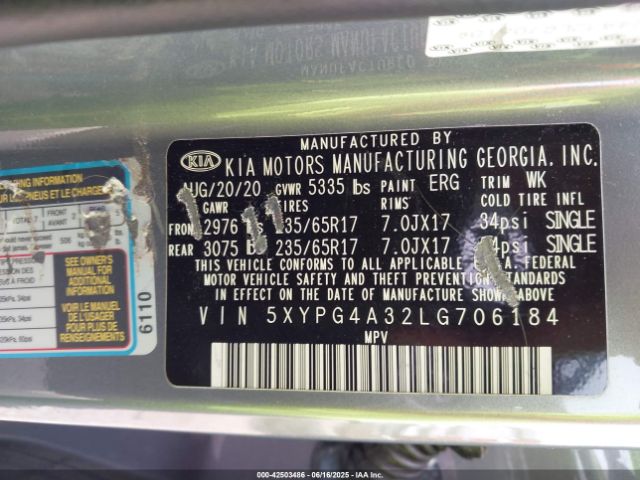 MANUFACTURED BY
KIA KIA MOTORS MANUFACTURING GEORGIA, INC.
AUG/20/20 GVWR 5335 lbs PAINT ERG TRIM WK
GAWR TIRES RIMS COLD TIRE INFL
FRONT 2976 235/65R17 7.0JX17 34psi SINGLE
REAR 3075 235/65R17 7.0JX17 34psi SINGLE
THIS VEHICLE CONFORMS TO ALL APPLICABLE U.S.A. FEDERAL
MOTOR VEHICLE SAFETY AND THEFT PREVENTION STANDARDS
IN EFFECT ON THE DATE OF MANUFACTURE SHOWN ABOVE.
VIN 5XYPG4A32LG706184
MPV
SEE OWNER'S
MANUAL FOR
ADDITIONAL
INFORMATION
VOIR LE MANUEL
DE L'USAGER
POUR PLUS DE
RENSEIGNEMENTS
6110
000-42503486 - 06/16/2025 - IAA Inc.